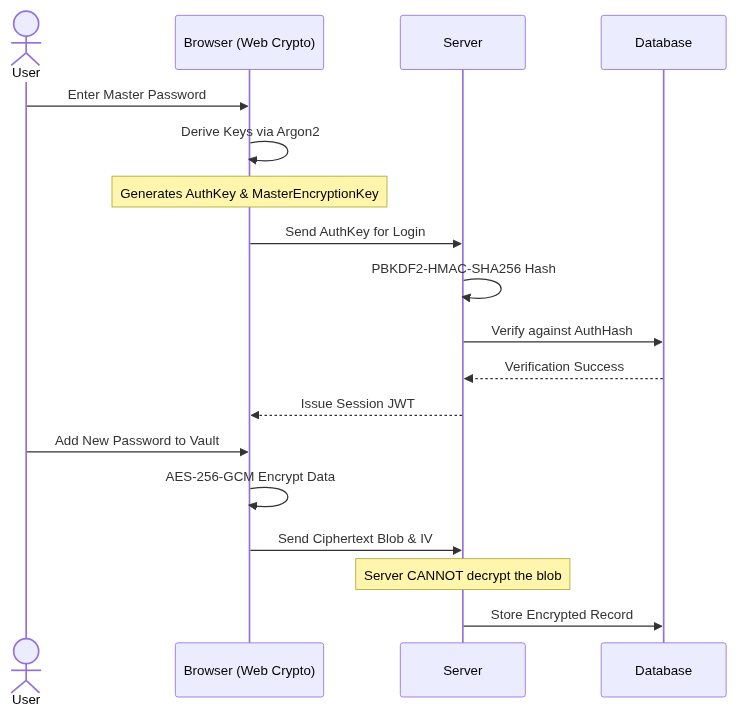 User
Browser (Web Crypto)
Server
Database
Enter Master Password
Derive Keys via Argon2
Generates AuthKey & MasterEncryptionKey
Send AuthKey for Login
PBKDF2-HMAC-SHA256 Hash
Verify against AuthHash
Verification Success
Issue Session JWT
Add New Password to Vault
AES-256-GCM Encrypt Data
Send Ciphertext Blob & IV
Server CANNOT decrypt the blob
Store Encrypted Record
User
Browser (Web Crypto)
Server
Database